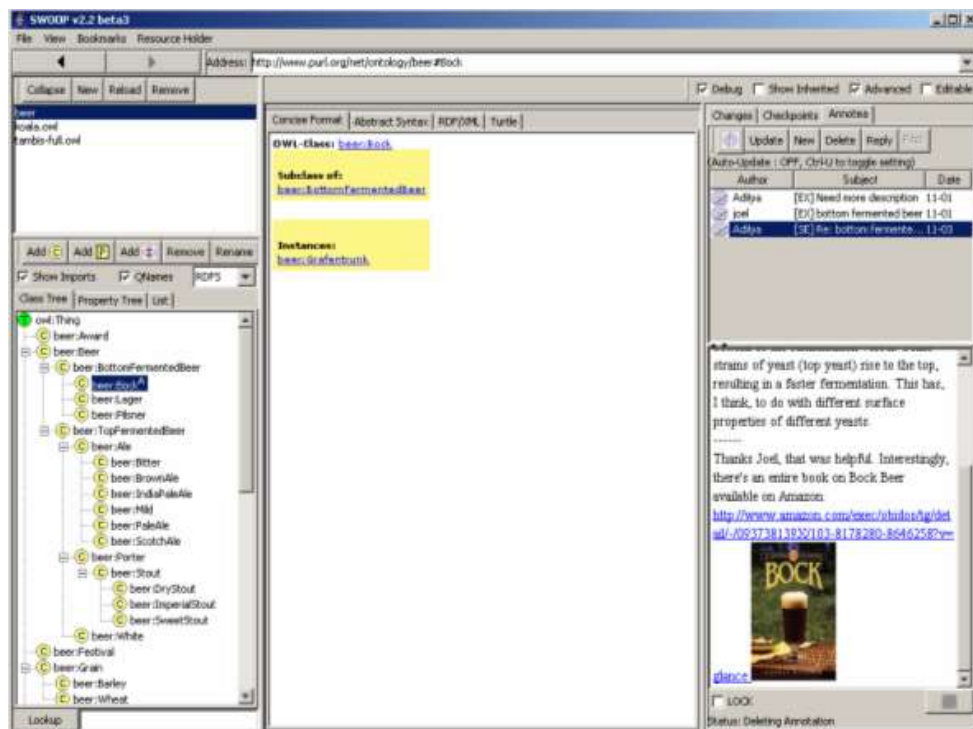 SWOOP v2.2 beta3
File View Bookmarks Resource Holder
Address: http://www.purl.org/net/ontology/beer#Bock
Collapse New Reload Remove
Debug Show Inherited Advanced Editable
beer
koala.owl
tambis-full.owl
Add C Add P Add I Remove Rename
Show Imports QNames RDFS
Class Tree Property Tree List
owl:Thing
beer:Award
beer:Beer
beer:BottomFermentedBeer
beer:Bock
beer:Lager
beer:Pilsner
beer:TopFermentedBeer
beer:Ale
beer:Bitter
beer:BrownAle
beer:IndiaPaleAle
beer:Mild
beer:PaleAle
beer:ScotchAle
beer:Porter
beer:Stout
beer:DryStout
beer:ImperialStout
beer:SweetStout
beer:White
beer:Festival
beer:Grain
beer:Barley
beer:Wheat
Lookup
Concise Format Abstract Syntax RDF/XML Turtle
OWL-Class: beer:Bock
Subclass of:
beer:BottomFermentedBeer
Instances:
beer:Grafentrunk
Changes Checkpoints Annotea
Update New Delete Reply
(Auto-Update : OFF, Ctrl-U to toggle setting)
Author Subject Date
Aditya [EX] Need more description 11-01
joel [EX] bottom fermented beer 11-01
Aditya [SE] Re: bottom fermente... 11-03
strains of yeast (top yeast) rise to the top,
resulting in a faster fermentation. This has,
I think, to do with different surface
properties of different yeasts.
------
Thanks Joel, that was helpful. Interestingly,
there's an entire book on Bock Beer
available on Amazon
http://www.amazon.com/exec/obidos/tg/det
BOCK
glance
LOCK
Status: Deleting Annotation